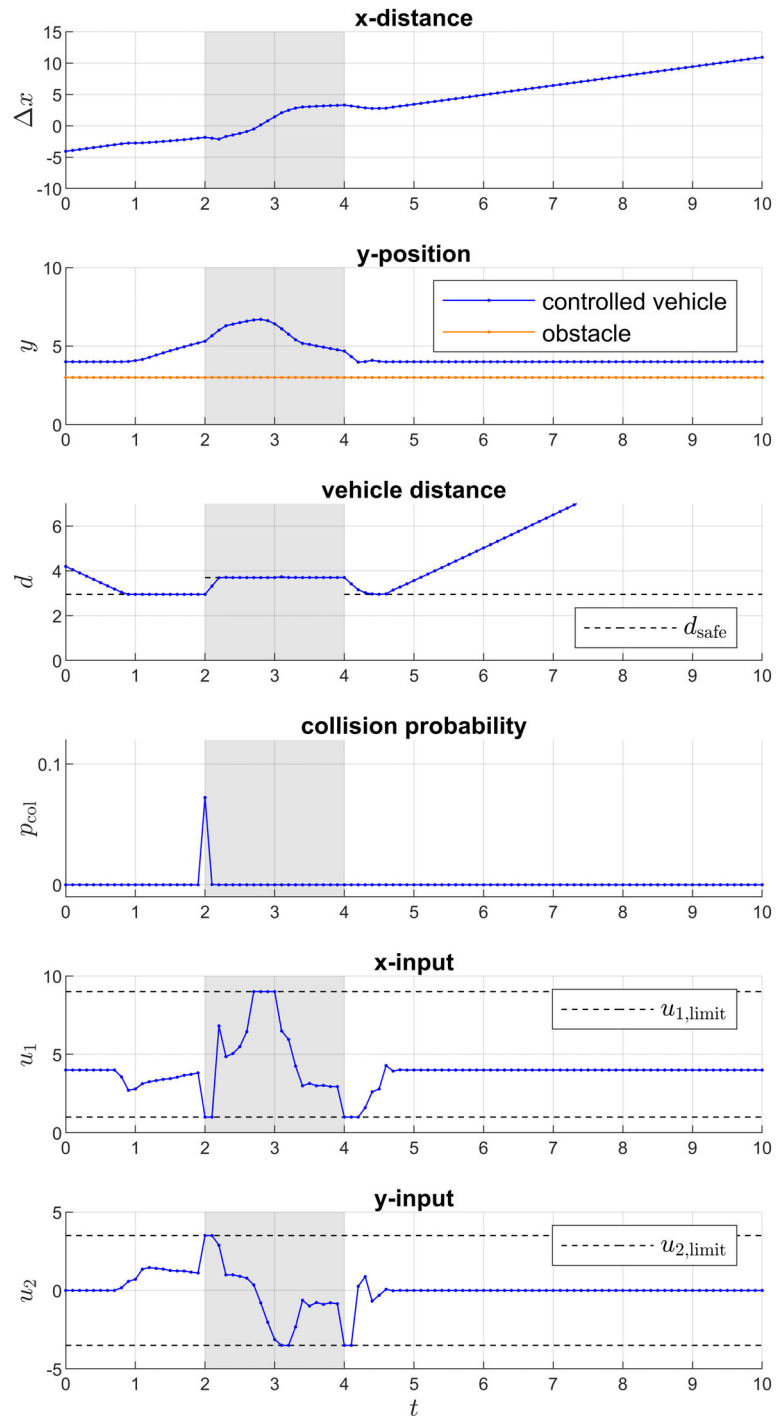 x-distance
15
10
5
0
-5
-10
Δx
0 1 2 3 4 5 6 7 8 9 10
y-position
10
5
0
y
controlled vehicle
obstacle
0 1 2 3 4 5 6 7 8 9 10
vehicle distance
6
4
2
0
d
d_safe
0 1 2 3 4 5 6 7 8 9 10
collision probability
0.1
0
p_col
0 1 2 3 4 5 6 7 8 9 10
x-input
10
5
0
u_1
u_1,limit
0 1 2 3 4 5 6 7 8 9 10
y-input
5
0
-5
u_2
u_2,limit
0 1 2 3 4 5 6 7 8 9 10
t